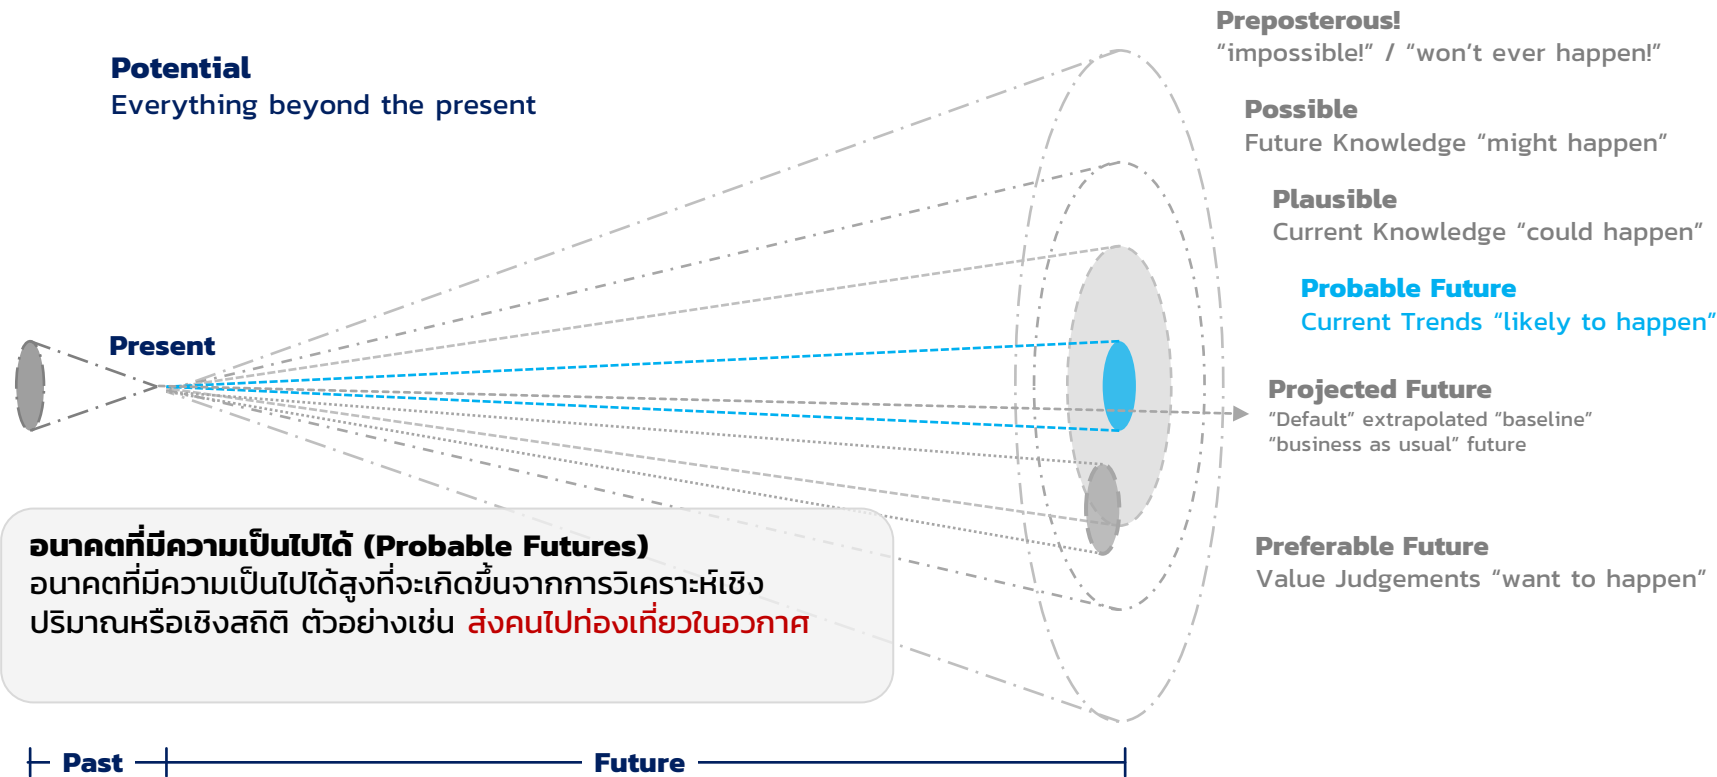 Preposterous!
“impossible!” / “won’t ever happen!”
Potential
Everything beyond the present
Possible
Future Knowledge “might happen”
Plausible
Current Knowledge “could happen”
Probable Future
Current Trends “likely to happen”
Present
Projected Future
“Default” extrapolated “baseline”
“business as usual” future
Preferable Future
Value Judgements “want to happen”
อนาคตที่มีความเป็นไปได้ (Probable Futures)
อนาคตที่มีความเป็นไปได้สูงที่จะเกิดขึ้นจากการวิเคราะห์เชิง
ปริมาณหรือเชิงสถิติ ตัวอย่างเช่น ส่งคนไปท่องเที่ยวในอวกาศ
Past
Future